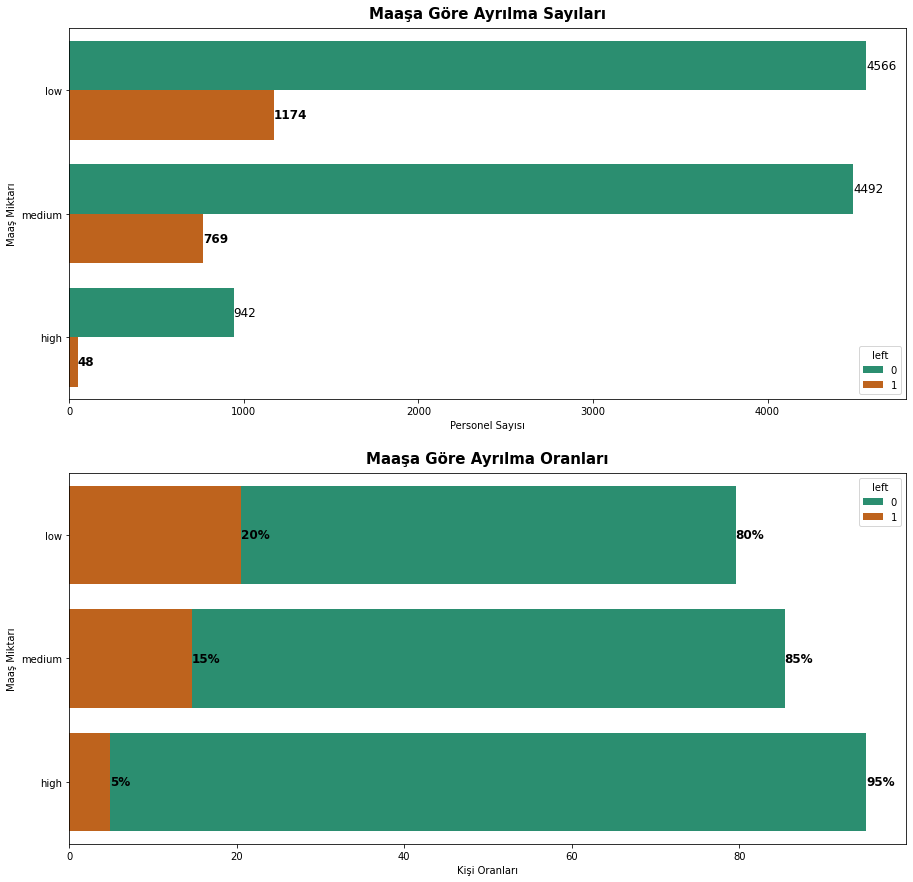 Maaşa Göre Ayrılma Sayıları
Maaş Miktarı
low
4566
1174
medium
4492
769
high
942
48
left
0
1
0 1000 2000 3000 4000
Personel Sayısı
Maaşa Göre Ayrılma Oranları
Maaş Miktarı
left
0
1
low
20% 80%
medium
15% 85%
high
5% 95%
0 20 40 60 80
Kişi Oranları